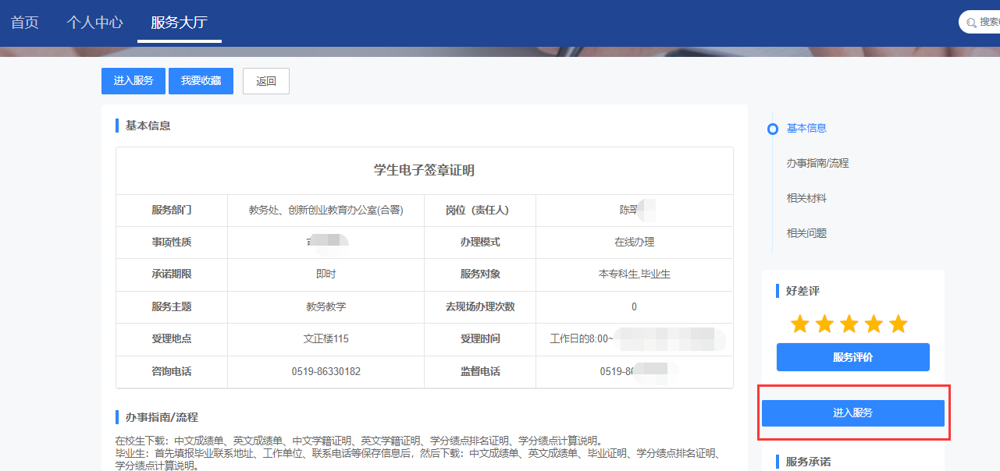 首页 个人中心 服务大厅 搜索
进入服务 我要收藏 返回
基本信息
学生电子签章证明
服务部门 教务处、创新创业教育办公室(合署) 岗位（责任人） 陈翠
事项性质 办理模式 在线办理
承诺期限 即时 服务对象 本专科生,毕业生
服务主题 教务教学 去现场办理次数 0
受理地点 文正楼115 受理时间 工作日的8:00~
咨询电话 0519-86330182 监督电话 0519-86
办事指南/流程
在校生下载：中文成绩单、英文成绩单、中文学籍证明、英文学籍证明、学分绩点排名证明、学分绩点计算说明。
毕业生：首先填报毕业联系地址、工作单位、联系电话等保存信息后，然后下载：中文成绩单、英文成绩单、毕业证明、学分绩点排名证明、
学分绩点计算说明。
基本信息
办事指南/流程
相关材料
相关问题
好差评
服务评价
进入服务
服务承诺